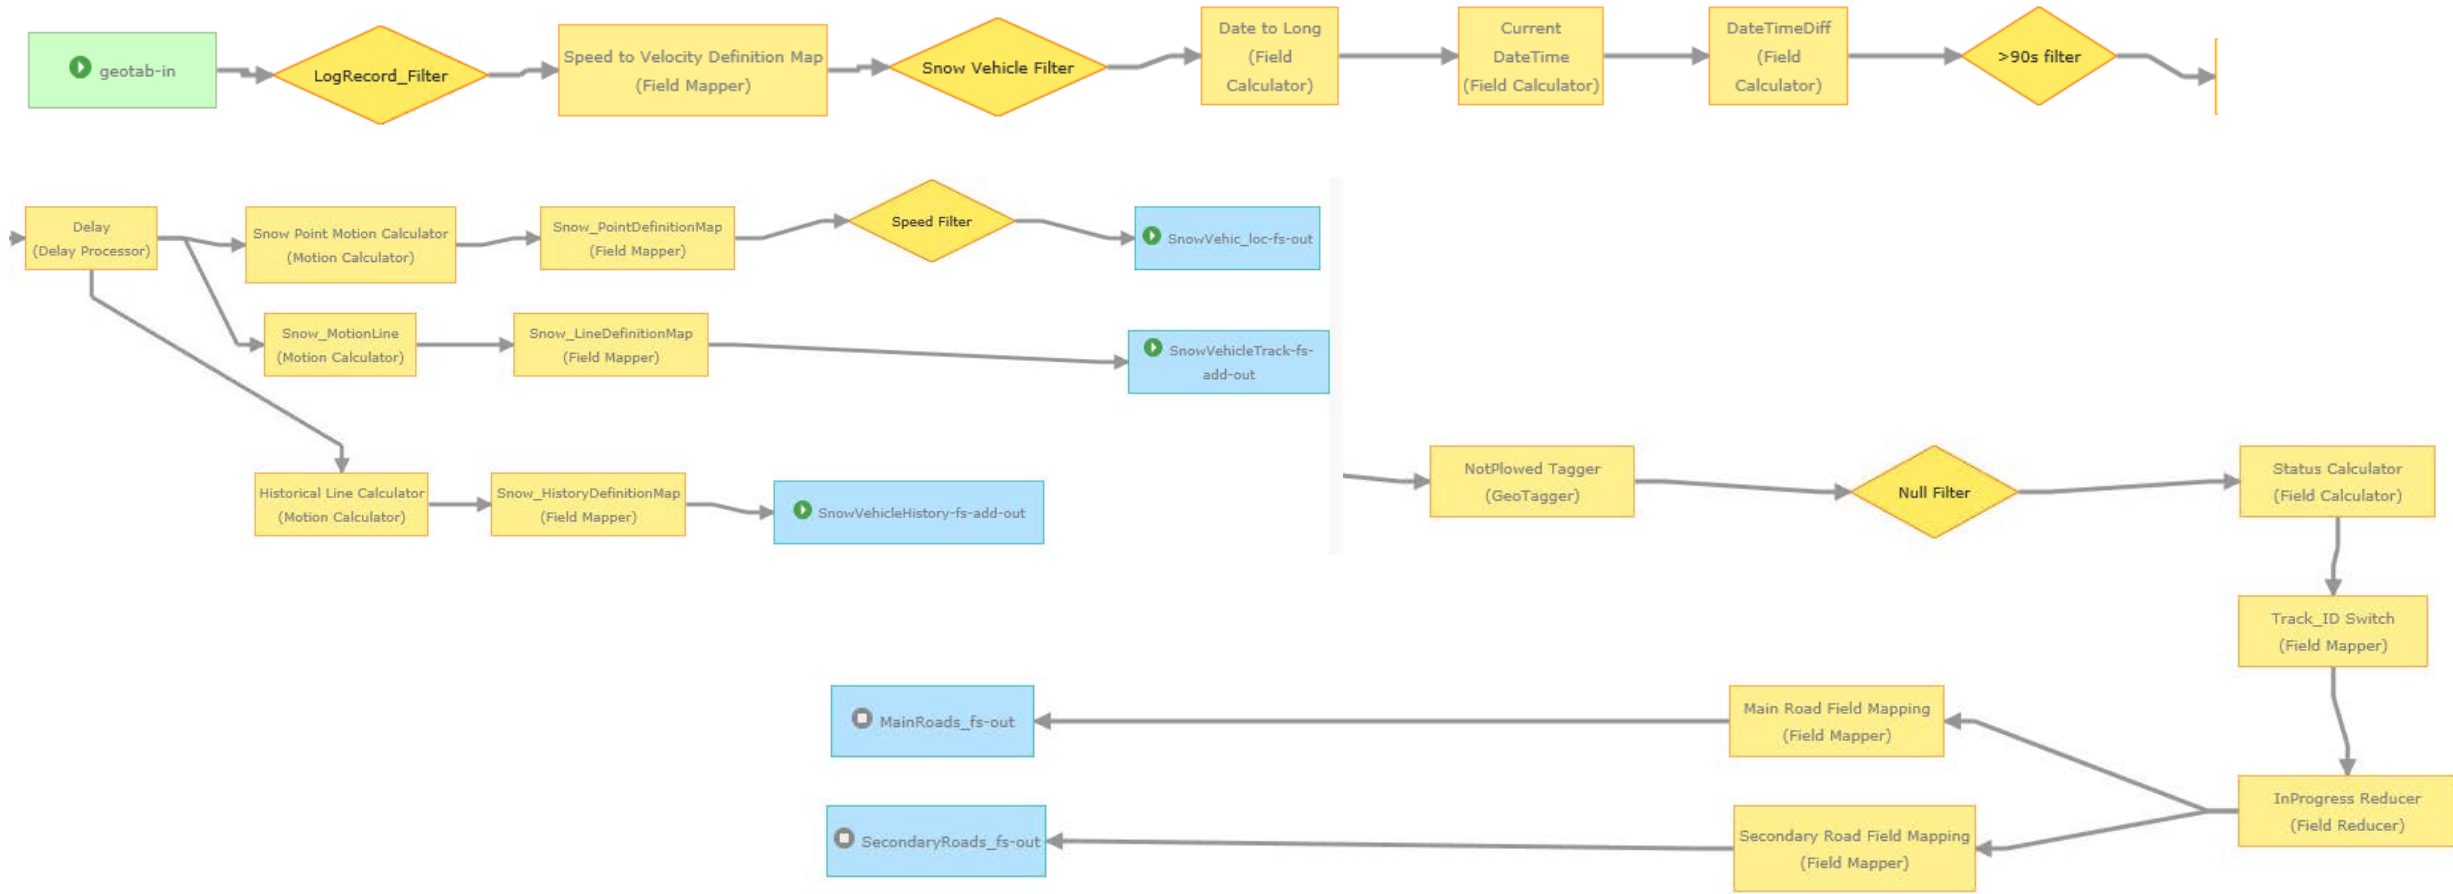 geotab-in
LogRecord_Filter
Speed to Velocity Definition Map
(Field Mapper)
Snow Vehicle Filter
Date to Long
(Field
Calculator)
Current
DateTime
(Field Calculator)
DateTimeDiff
(Field
Calculator)
>90s filter
Delay
(Delay Processor)
Snow Point Motion Calculator
(Motion Calculator)
Snow_PointDefinitionMap
(Field Mapper)
Speed Filter
SnowVehic_loc-fs-out
Snow_MotionLine
(Motion Calculator)
Snow_LineDefinitionMap
(Field Mapper)
SnowVehicleTrack-fs-
add-out
Historical Line Calculator
(Motion Calculator)
Snow_HistoryDefinitionMap
(Field Mapper)
SnowVehicleHistory-fs-add-out
NotPlowed Tagger
(GeoTagger)
Null Filter
Status Calculator
(Field Calculator)
Track_ID Switch
(Field Mapper)
InProgress Reducer
(Field Reducer)
Main Road Field Mapping
(Field Mapper)
MainRoads_fs-out
Secondary Road Field Mapping
(Field Mapper)
SecondaryRoads_fs-out